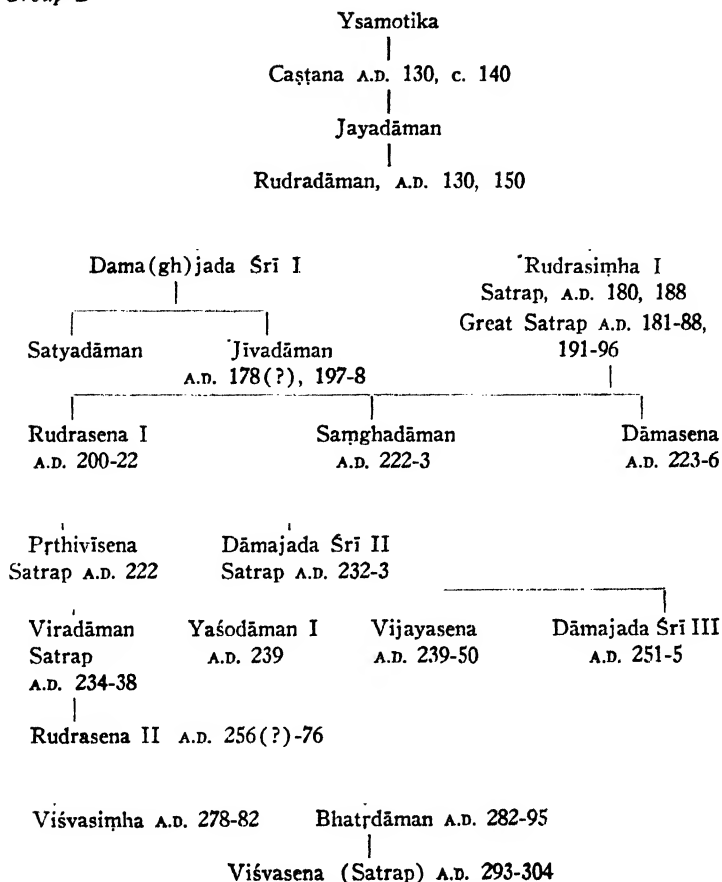 Ysamotika
Caṣṭana A.D. 130, c. 140
Jayadāman
Rudradāman, A.D. 130, 150
Dama(gh)jada Śrī I
Rudrasiṃha I
Satrap, A.D. 180, 188
Great Satrap A.D. 181-88,
191-96
Satyadāman
Jīvadāman
A.D. 178(?), 197-8
Rudrasena I
A.D. 200-22
Saṃghadāman
A.D. 222-3
Dāmasena
A.D. 223-6
Pṛthivīsena
Satrap A.D. 222
Dāmajada Śrī II
Satrap A.D. 232-3
Viradāman
Satrap
A.D. 234-38
Yaśodāman I
A.D. 239
Vijayasena
A.D. 239-50
Dāmajada Śrī III
A.D. 251-5
Rudrasena II A.D. 256(?)-76
Viśvasiṃha A.D. 278-82
Bhatṛdāman A.D. 282-95
Viśvasena (Satrap) A.D. 293-304